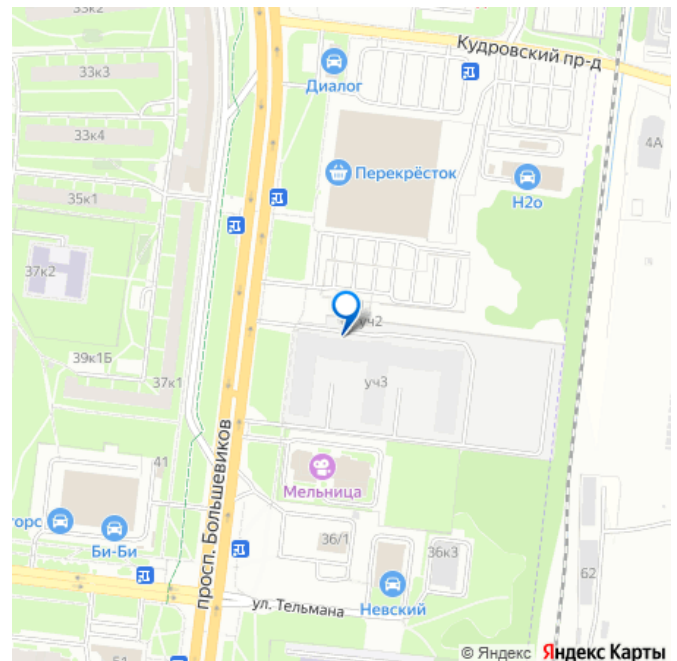 33к2
Кудровский пр-д
33к3
Диалог
33к4
4А
Перекрёсток
35к1
Н2о
37к2
уч2
39к1Б
37к1
уч3
просп. Большевиков
41
Мельница
торс
Би-Би
36/1
36к3
62
Невский
ул. Тельмана
51
© Яндекс Яндекс Карты